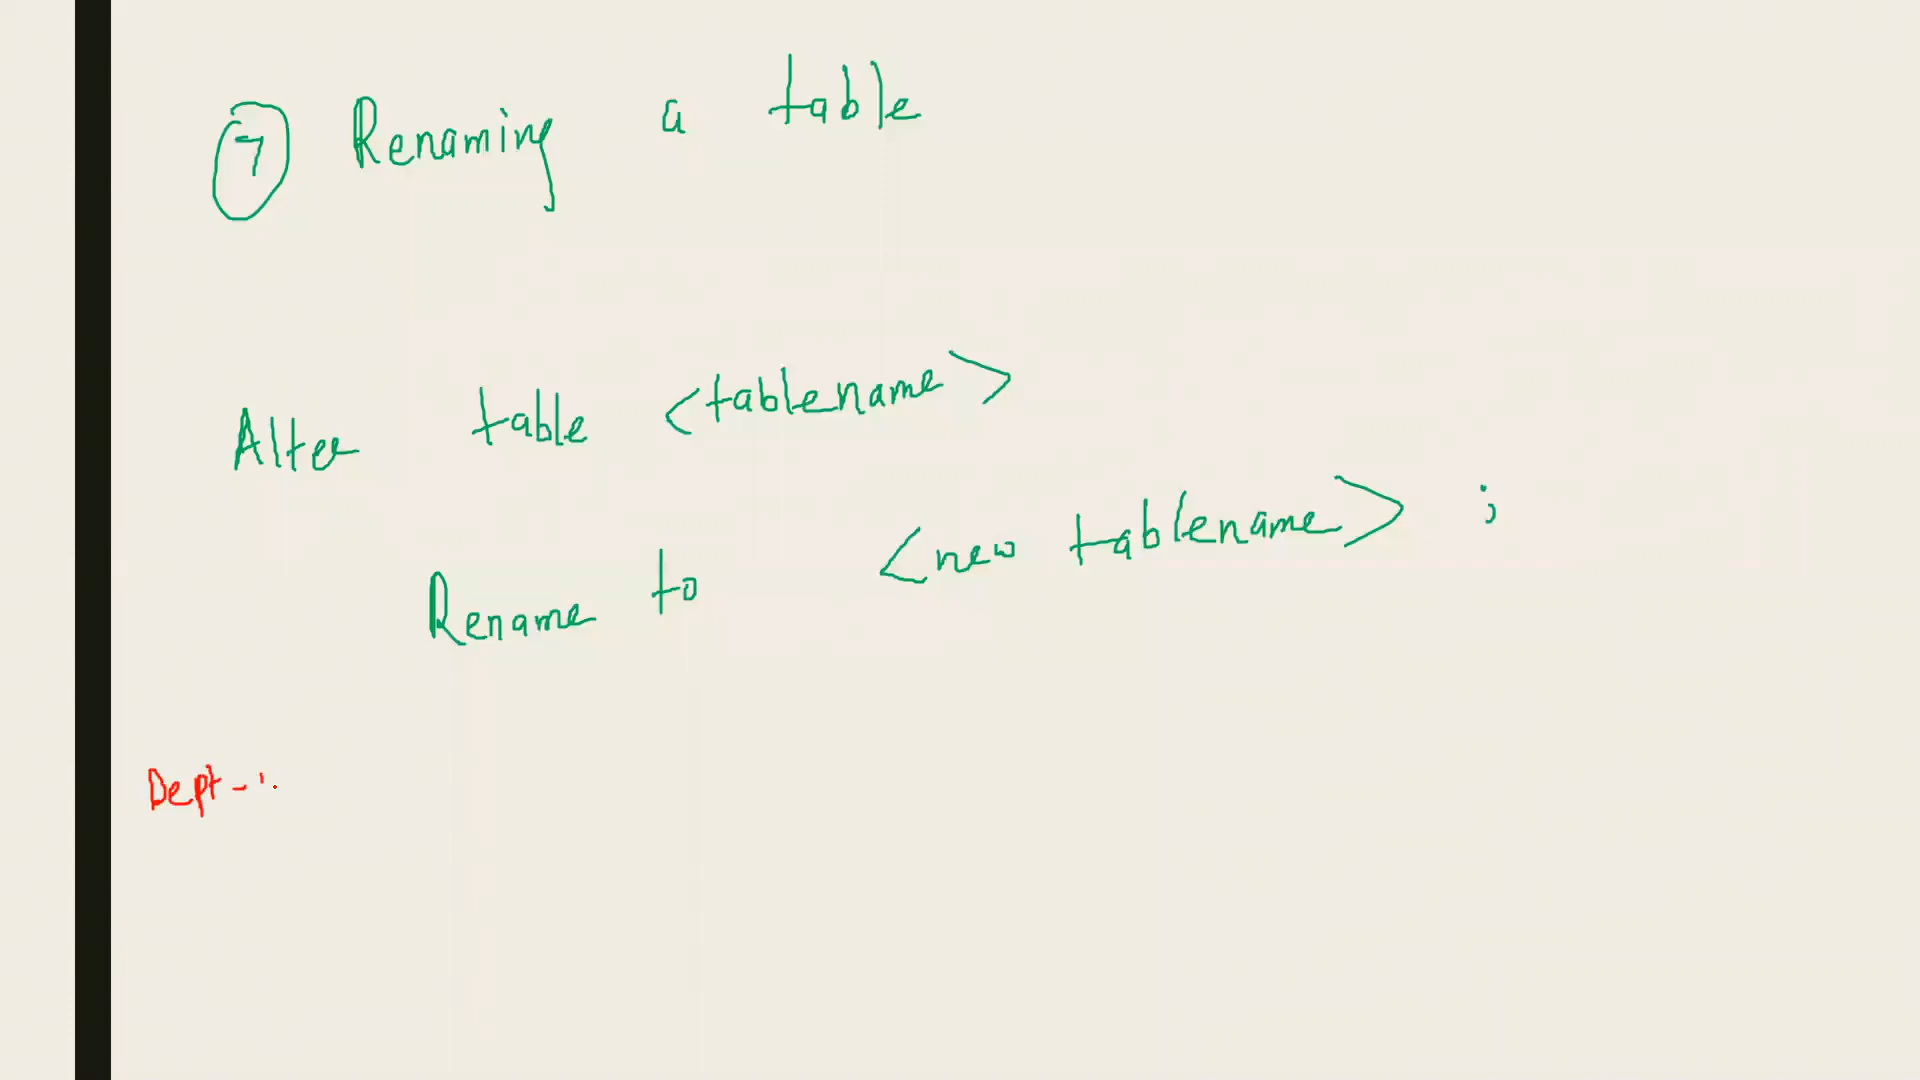 7 Renaming a table
Alter table <tablename>
Rename to <new tablename> ;
Dept -